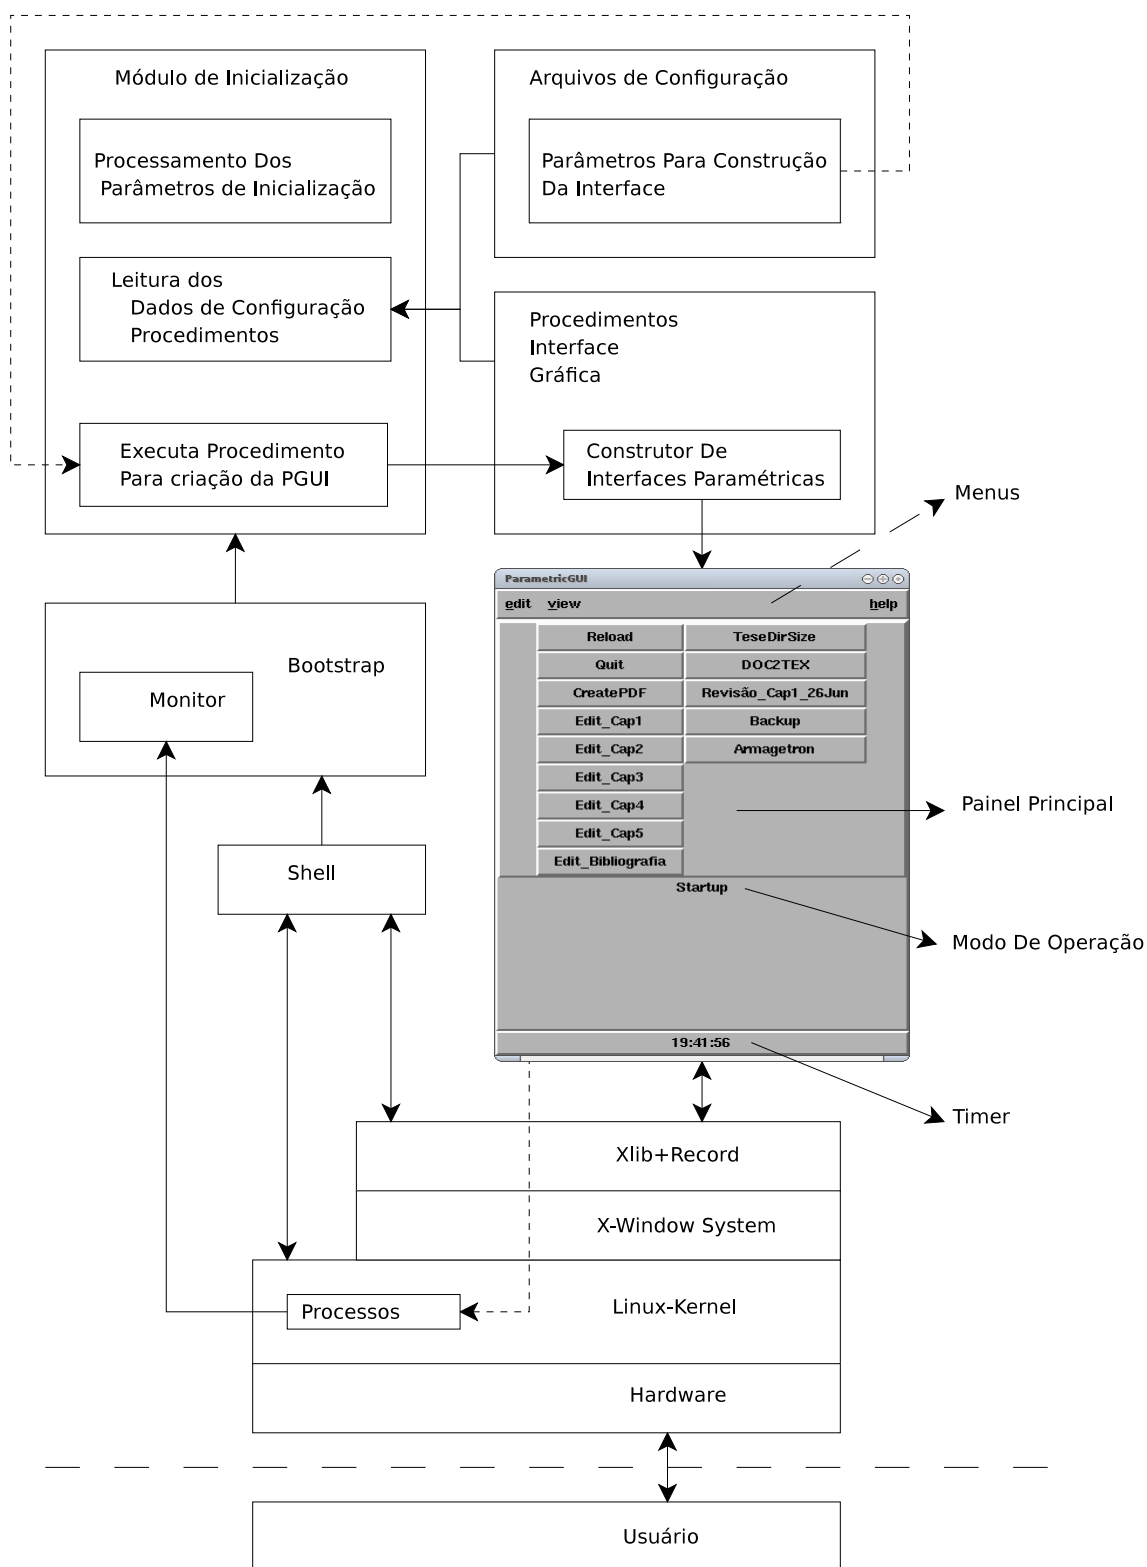 Módulo de Inicialização
Processamento Dos
Parâmetros de Inicialização
Leitura dos
Dados de Configuração
Procedimentos
Executa Procedimento
Para criação da PGUI
Arquivos de Configuração
Parâmetros Para Construção
Da Interface
Procedimentos
Interface
Gráfica
Construtor De
Interfaces Paramétricas
Menus
ParametricGUI
edit view help
Reload TeseDirSize
Quit DOC2TEX
CreatePDF Revisão_Cap1_26Jun
Edit_Cap1 Backup
Edit_Cap2 Armagetron
Edit_Cap3
Edit_Cap4
Edit_Cap5
Edit_Bibliografia
Startup
19:41:56
Painel Principal
Modo De Operação
Timer
Bootstrap
Monitor
Shell
Xlib+Record
X-Window System
Linux-Kernel
Processos
Hardware
Usuário